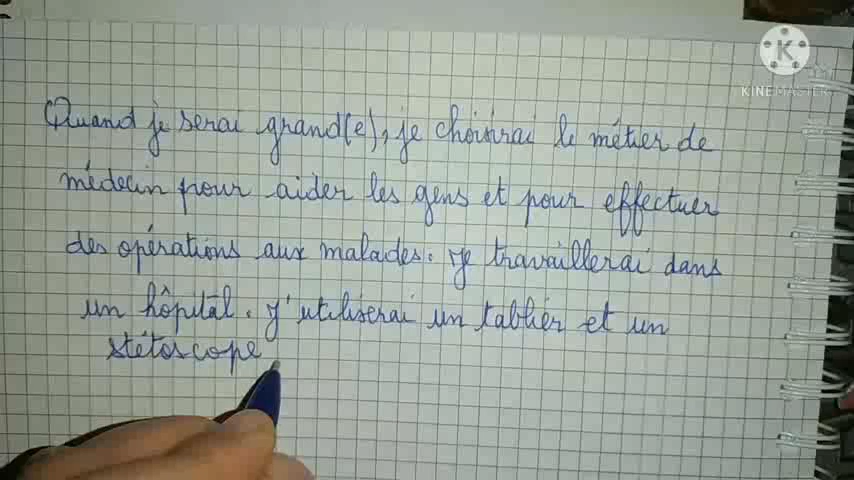 Quand je serai grand(e), je choisirai le métier de
médecin pour aider les gens et pour effectuer
des opérations aux malades. Je travaillerai dans
un hôpital. J'utiliserai un tablier et un
stétoscope
K
KINEMASTER